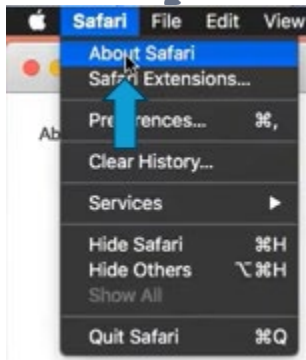 Safari File Edit View
About Safari
Safari Extensions...
Ab
Preferences... ⌘,
Clear History...
Services ▶
Hide Safari ⌘H
Hide Others ⌥⌘H
Show All
Quit Safari ⌘Q